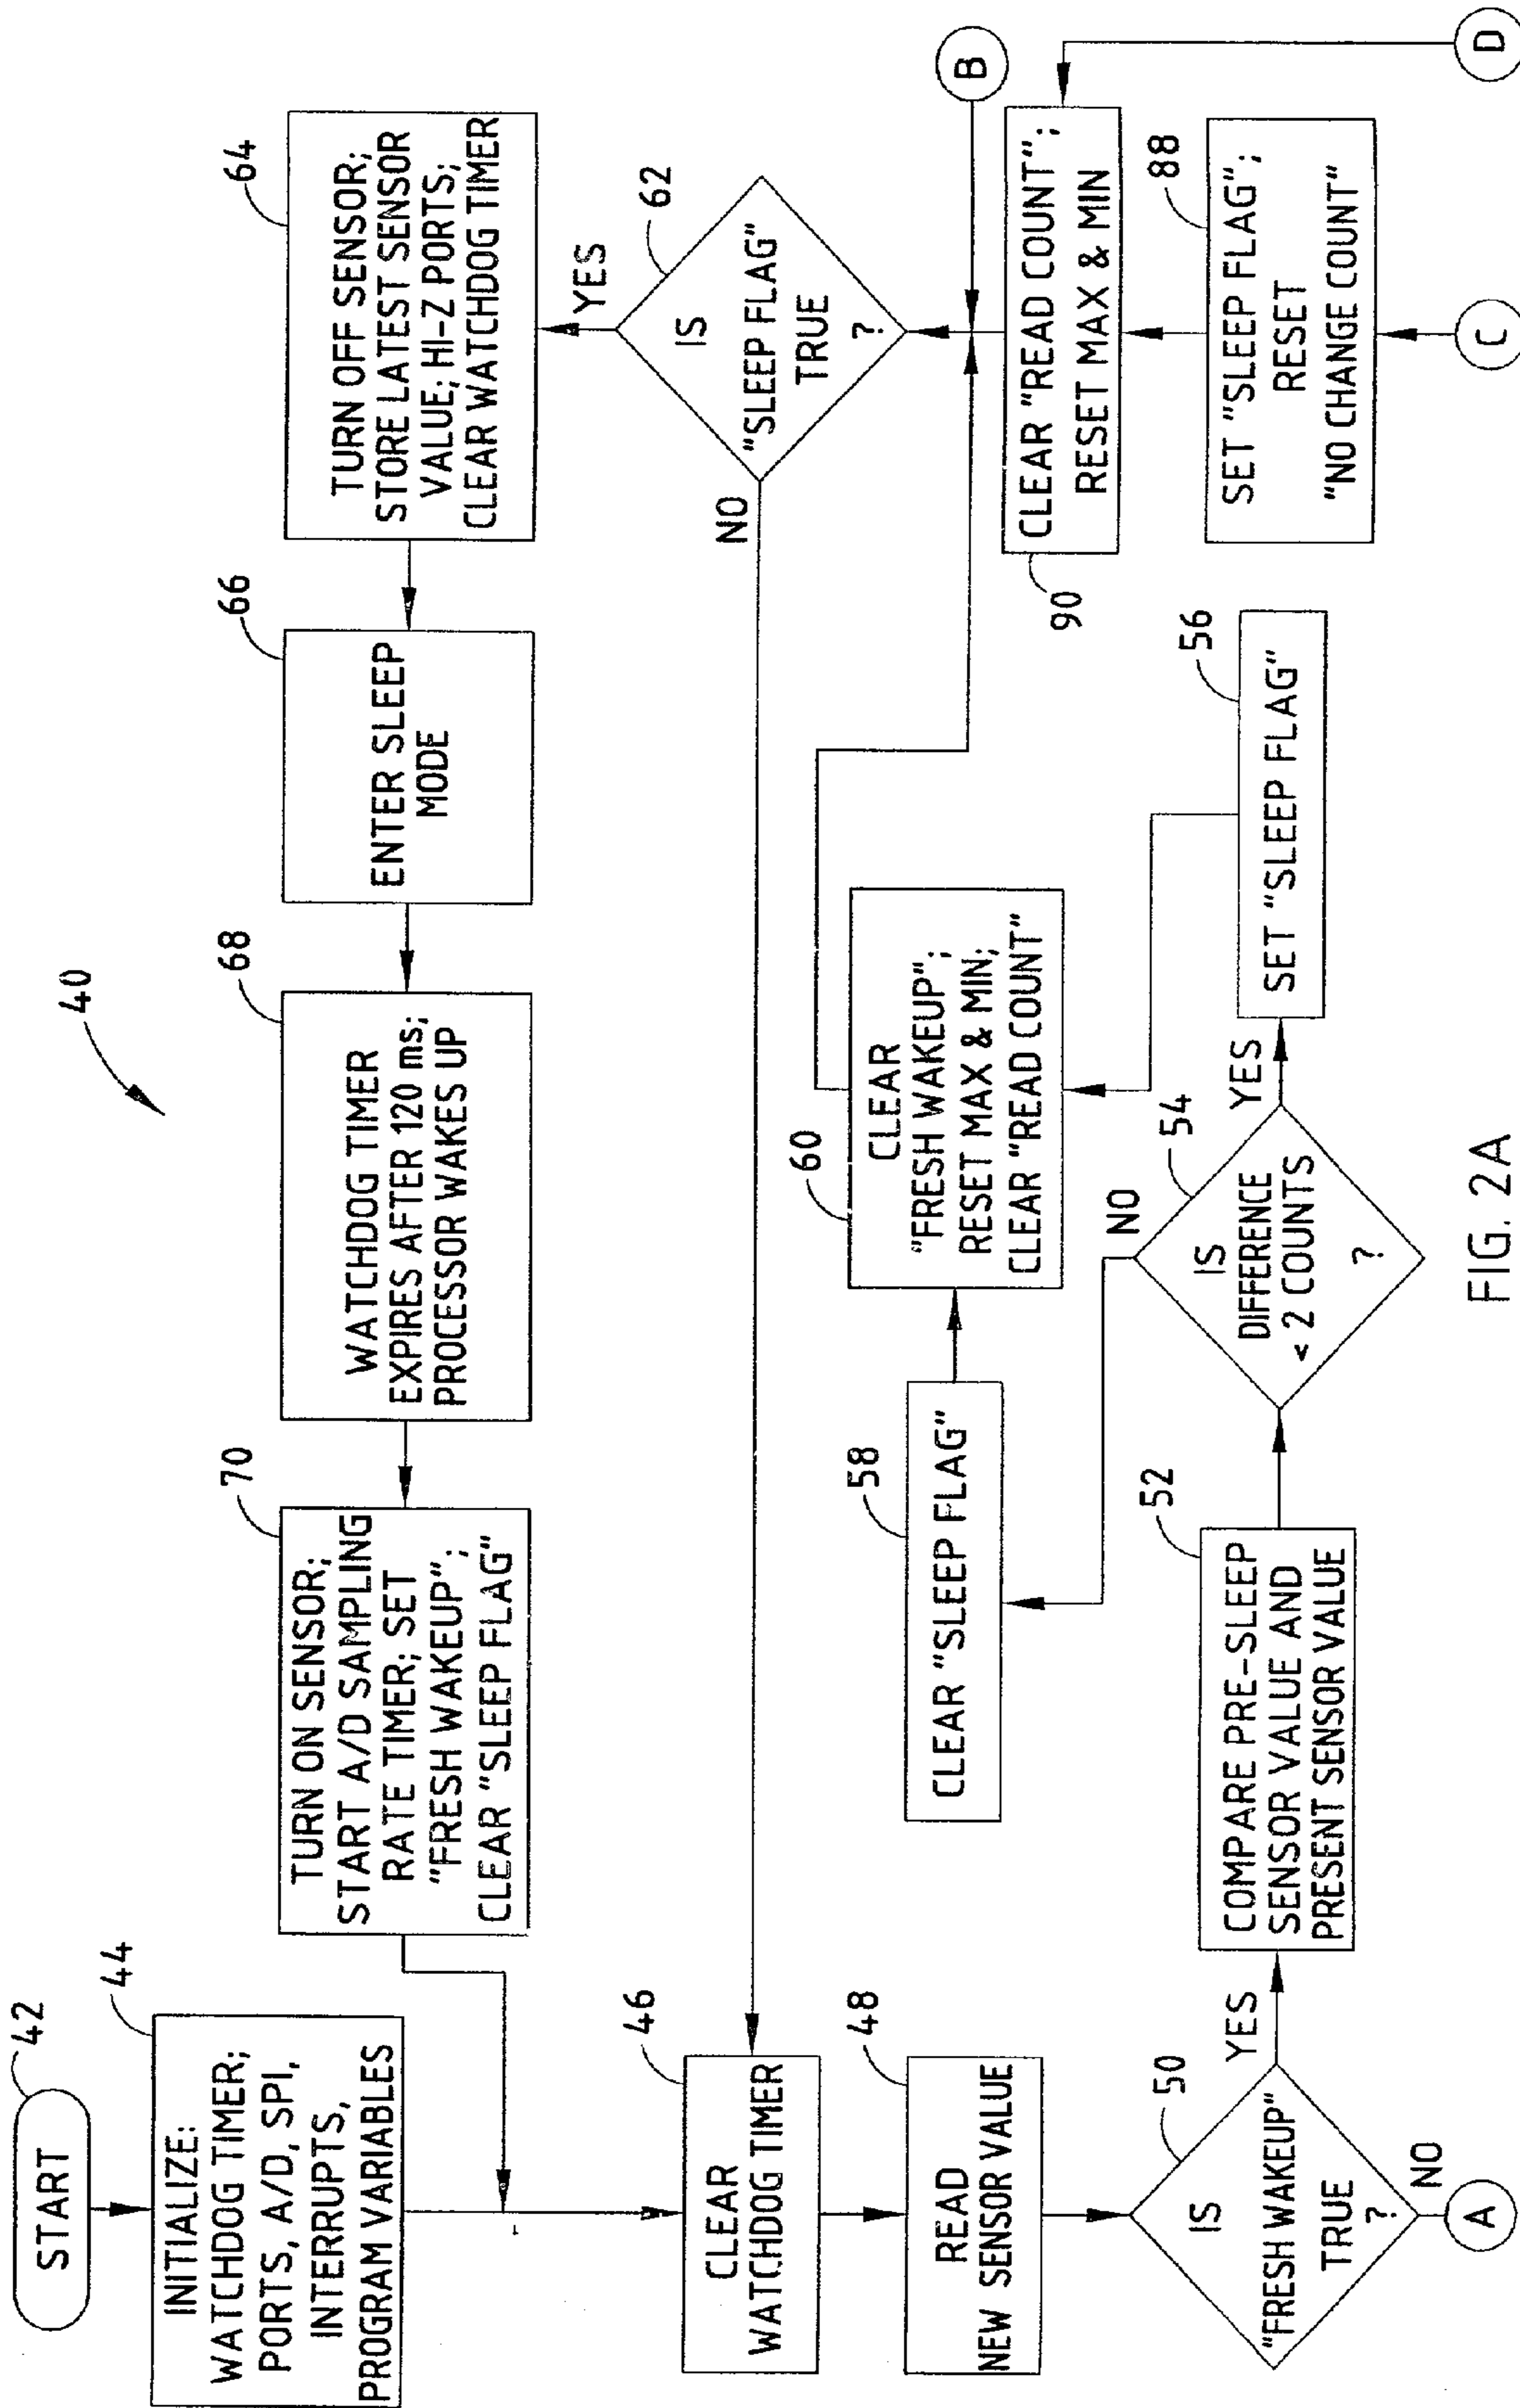 40
42
START
44
INITIALIZE:
WATCHDOG TIMER;
PORTS, A/D, SPI,
INTERRUPTS,
PROGRAM VARIABLES
70
TURN ON SENSOR;
START A/D SAMPLING
RATE TIMER; SET
"FRESH WAKEUP";
CLEAR "SLEEP FLAG"
68
WATCHDOG TIMER
EXPIRES AFTER 120 ms;
PROCESSOR WAKES UP
66
ENTER SLEEP
MODE
64
TURN OFF SENSOR;
STORE LATEST SENSOR
VALUE; HI-Z PORTS;
CLEAR WATCHDOG TIMER
YES
62
IS
"SLEEP FLAG"
TRUE
?
NO
46
CLEAR
WATCHDOG TIMER
48
READ
NEW SENSOR VALUE
50
IS
"FRESH WAKEUP"
TRUE
?
YES
NO
A
52
COMPARE PRE-SLEEP
SENSOR VALUE AND
PRESENT SENSOR VALUE
54
IS
DIFFERENCE
< 2 COUNTS
?
NO
YES
58
CLEAR "SLEEP FLAG"
60
CLEAR
"FRESH WAKEUP";
RESET MAX & MIN;
CLEAR "READ COUNT"
56
SET "SLEEP FLAG"
B
90
CLEAR "READ COUNT";
RESET MAX & MIN
88
SET "SLEEP FLAG";
RESET
"NO CHANGE COUNT"
C
D
FIG. 2A